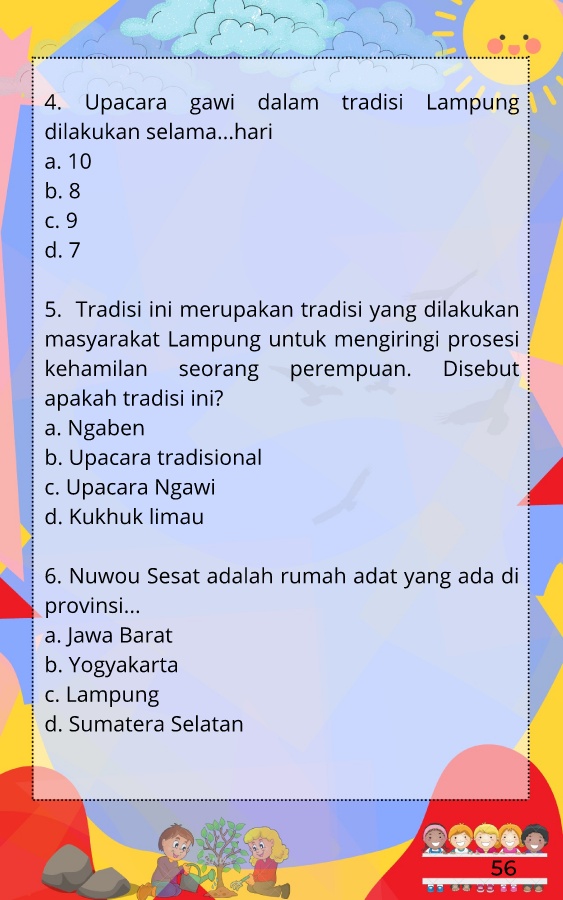 4. Upacara gawi dalam tradisi Lampung
dilakukan selama...hari
a. 10
b. 8
c. 9
d. 7
5. Tradisi ini merupakan tradisi yang dilakukan
masyarakat Lampung untuk mengiringi prosesi
kehamilan seorang perempuan. Disebut
apakah tradisi ini?
a. Ngaben
b. Upacara tradisional
c. Upacara Ngawi
d. Kukhuk limau
6. Nuwou Sesat adalah rumah adat yang ada di
provinsi...
a. Jawa Barat
b. Yogyakarta
c. Lampung
d. Sumatera Selatan
56